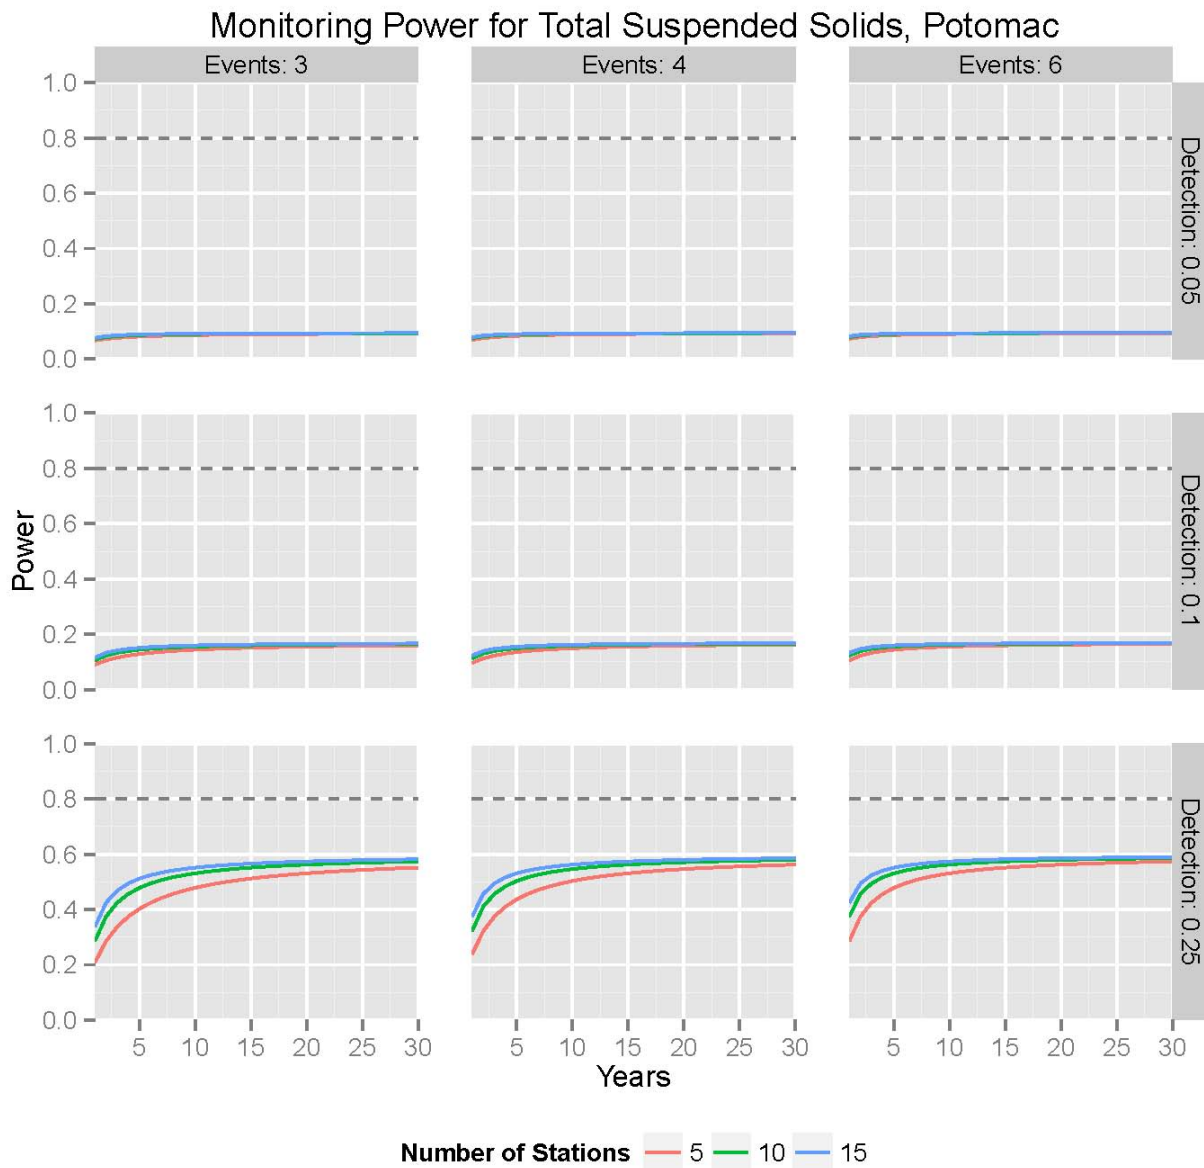 Monitoring Power for Total Suspended Solids, Potomac
Events: 3
Events: 4
Events: 6
1.0
0.8
0.6
0.4
0.2
0.0
Detection: 0.05
1.0
0.8
0.6
0.4
0.2
0.0
Detection: 0.1
Power
1.0
0.8
0.6
0.4
0.2
0.0
Detection: 0.25
5 10 15 20 25 30
5 10 15 20 25 30
5 10 15 20 25 30
Years
Number of Stations 5 10 15